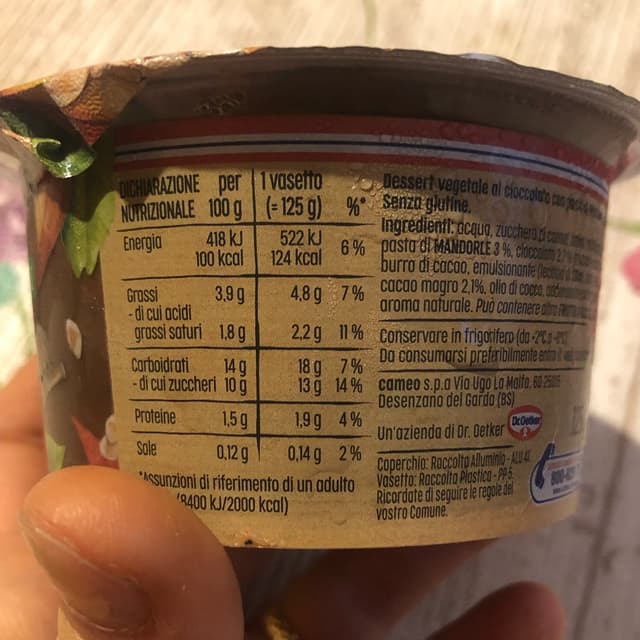 DICHIARAZIONE per 1 vasetto
NUTRIZIONALE 100 g (= 125 g) %*
Energia 418 kJ 522 kJ
100 kcal 124 kcal 6 %
Grassi 3,9 g 4,8 g 7 %
- di cui acidi
grassi saturi 1,8 g 2,2 g 11 %
Carboidrati 14 g 18 g 7 %
- di cui zuccheri 10 g 13 g 14 %
Proteine 1,5 g 1,9 g 4 %
Sale 0,12 g 0,14 g 2 %
*Assunzioni di riferimento di un adulto
(8400 kJ/2000 kcal)
Dessert vegetale al cioccolato con
Senza glutine.
Ingredienti: acqua, zucchero di
pasta di MANDORLE 3 %, cioccolato 2,7 %
burro di cacao, emulsionante
cacao magro 2,1%, olio di cocco,
aroma naturale. Può contenere altra
Conservare in frigorifero (da +2°C a +8°C)
Da consumarsi preferibilmente entro il
cameo s.p.a Via Ugo La Malfa, 60 25015
Desenzano del Garda (BS)
Un'azienda di Dr. Oetker Dr.Oetker
Coperchio: Raccolta Alluminio - ALU 41.
Vasetto: Raccolta Plastica - PP 5.
Ricordate di seguire le regole del
vostro Comune.